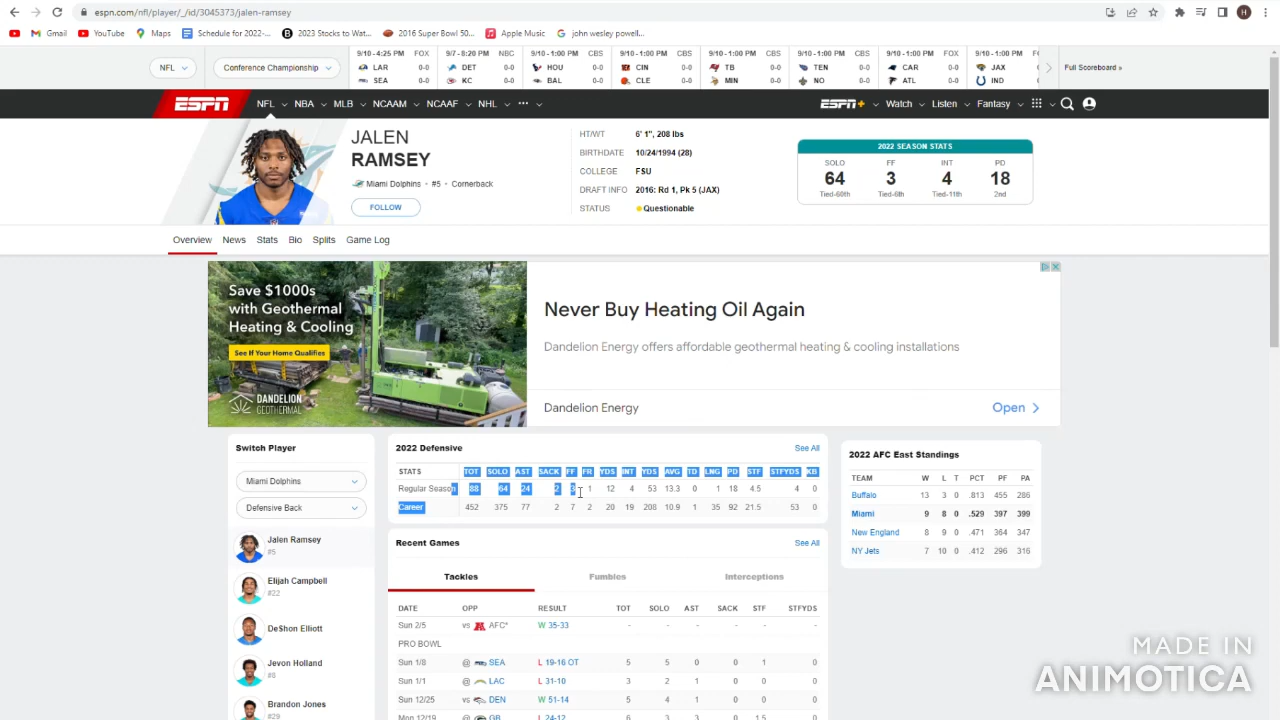 espn.com/nfl/player/_/id/3045373/jalen-ramsey
H
Gmail YouTube Maps Schedule for 2022-... 2023 Stocks to Wat... 2016 Super Bowl 50... Apple Music john wesley powell...
NFL Conference Championship
9/10 - 4:25 PM FOX 9/7 - 8:20 PM NBC 9/10 - 1:00 PM CBS 9/10 - 1:00 PM CBS 9/10 - 1:00 PM CBS 9/10 - 1:00 PM CBS 9/10 - 1:00 PM FOX 9/10 - 1:00 PM
LAR 0-0 DET 0-0 HOU 0-0 CIN 0-0 TB 0-0 TEN 0-0 CAR 0-0 JAX
SEA 0-0 KC 0-0 BAL 0-0 CLE 0-0 MIN 0-0 NO 0-0 ATL 0-0 IND
Full Scoreboard »
ESPN NFL NBA MLB NCAAM NCAAF NHL ••• ESPN+ Watch Listen Fantasy
JALEN
RAMSEY
Miami Dolphins • #5 • Cornerback
FOLLOW
HT/WT 6' 1", 208 lbs
BIRTHDATE 10/24/1994 (28)
COLLEGE FSU
DRAFT INFO 2016: Rd 1, Pk 5 (JAX)
STATUS Questionable
2022 SEASON STATS
SOLO FF INT PD
64 3 4 18
Tied-60th Tied-6th Tied-11th 2nd
Overview News Stats Bio Splits Game Log
Save $1000s
with Geothermal
Heating & Cooling
See If Your Home Qualifies
DANDELION
GEOTHERMAL
Never Buy Heating Oil Again
Dandelion Energy offers affordable geothermal heating & cooling installations
Dandelion Energy
Open
Switch Player
Miami Dolphins
Defensive Back
Jalen Ramsey
#5
Elijah Campbell
#22
DeShon Elliott
Jevon Holland
#8
Brandon Jones
#29
2022 Defensive See All
STATS TOT SOLO AST SACK FF FR YDS INT YDS AVG TD LNG PD STF STFYDS KB
Regular Season 88 64 24 2 3 1 12 4 53 13.3 0 1 18 4.5 4 0
Career 452 375 77 2 7 2 20 19 208 10.9 1 35 92 21.5 53 0
Recent Games See All
Tackles Fumbles Interceptions
DATE OPP RESULT TOT SOLO AST SACK STF STFYDS
Sun 2/5 vs AFC* W 35-33 - - - - - -
PRO BOWL
Sun 1/8 @ SEA L 19-16 OT 5 5 0 0 1 0
Sun 1/1 @ LAC L 31-10 3 2 1 0 0 0
Sun 12/25 vs DEN W 51-14 5 4 1 0 0 0
Mon 12/19 @ GB L 24-12 6 3 3 0 1.5 0
2022 AFC East Standings
TEAM W L T PCT PF PA
Buffalo 13 3 0 .813 455 286
Miami 9 8 0 .529 397 399
New England 8 9 0 .471 364 347
NY Jets 7 10 0 .412 296 316
MADE IN
ANIMOTICA